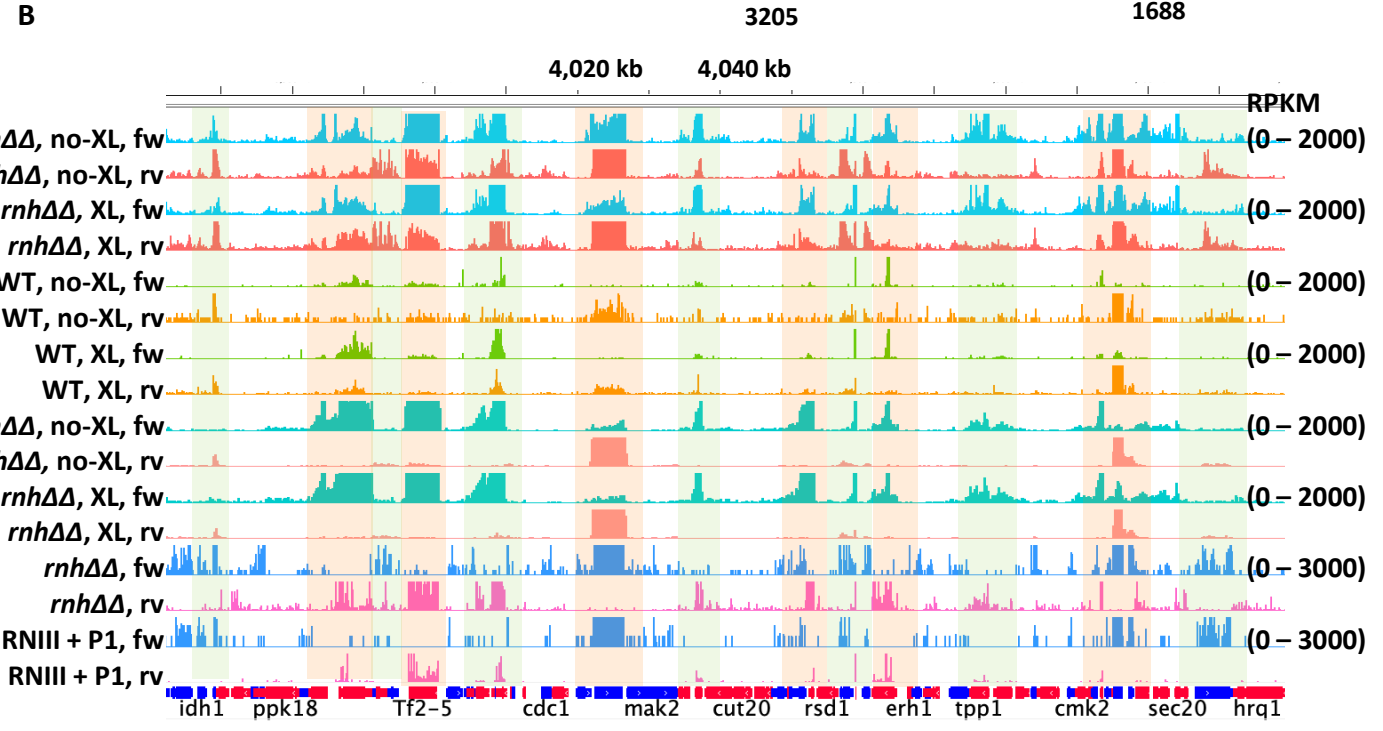 B
3205
1688
4,020 kb 4,040 kb
RPKM
ΔΔ, no-XL, fw (0 – 2000)
hΔΔ, no-XL, rv
rnhΔΔ, XL, fw (0 – 2000)
rnhΔΔ, XL, rv
WT, no-XL, fw (0 – 2000)
WT, no-XL, rv
WT, XL, fw (0 – 2000)
WT, XL, rv
ΔΔ, no-XL, fw (0 – 2000)
hΔΔ, no-XL, rv
rnhΔΔ, XL, fw (0 – 2000)
rnhΔΔ, XL, rv
rnhΔΔ, fw (0 – 3000)
rnhΔΔ, rv
RNIII + P1, fw (0 – 3000)
RNIII + P1, rv
idh1 ppk18 Tf2-5 cdc1 mak2 cut20 rsd1 erh1 tpp1 cmk2 sec20 hrq1